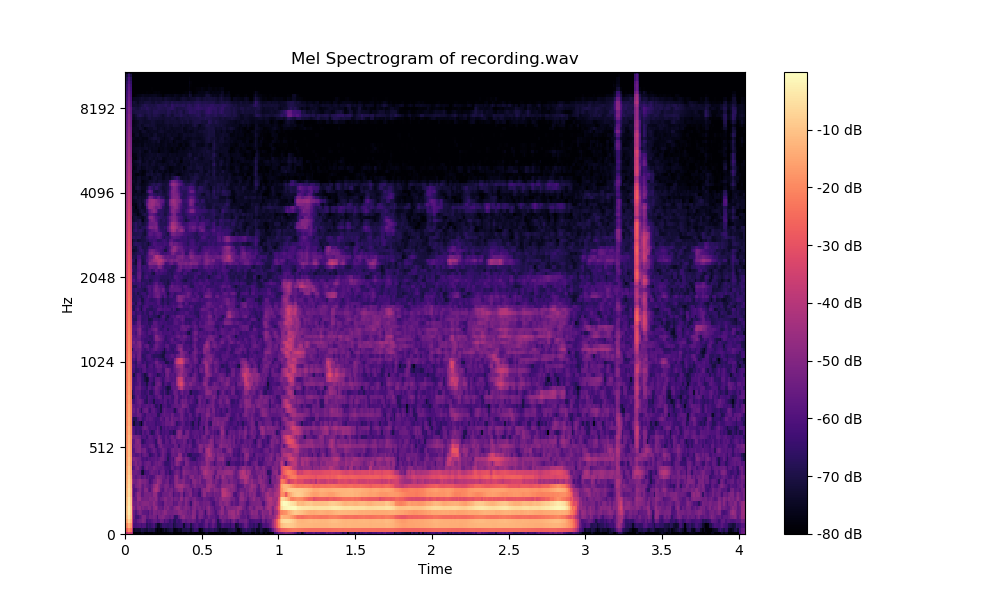 Mel Spectrogram of recording.wav
8192
4096
2048
1024
512
0
Hz
0 0.5 1 1.5 2 2.5 3 3.5 4
Time
-10 dB
-20 dB
-30 dB
-40 dB
-50 dB
-60 dB
-70 dB
-80 dB